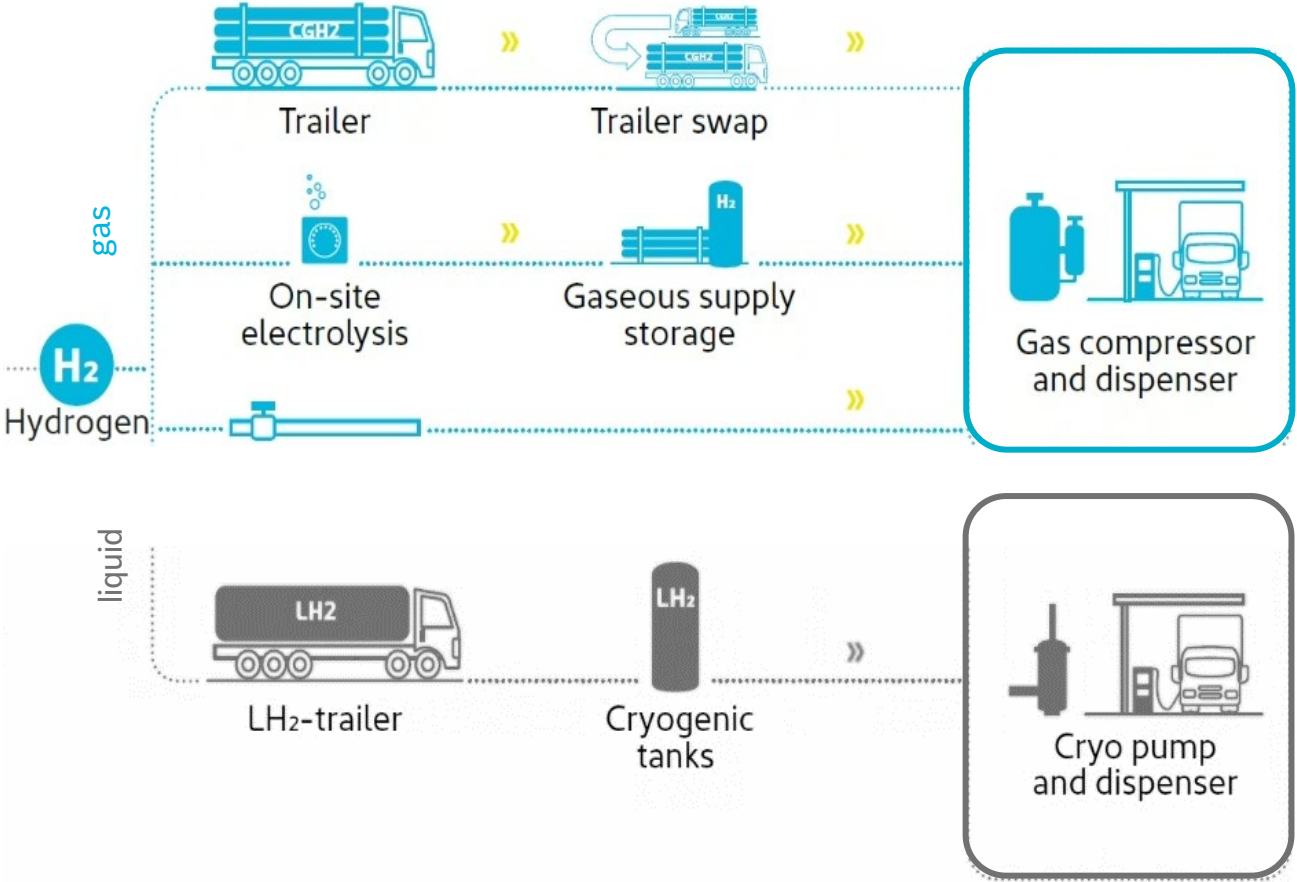 CGH2
CGH2
CGH2
Trailer
Trailer swap
gas
H₂
On-site
electrolysis
Gaseous supply
storage
Gas compressor
and dispenser
H₂
Hydrogen
liquid
LH2
LH₂
LH₂-trailer
Cryogenic
tanks
Cryo pump
and dispenser